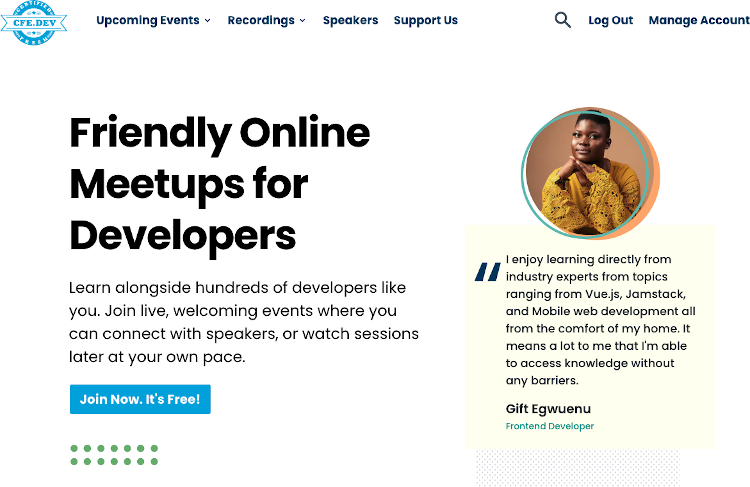 CERTIFIED
CFE.DEV
FRESH
Upcoming Events
Recordings
Speakers
Support Us
Log Out
Manage Account
Friendly Online
Meetups for
Developers
Learn alongside hundreds of developers like
you. Join live, welcoming events where you
can connect with speakers, or watch sessions
later at your own pace.
Join Now. It's Free!
I enjoy learning directly from
industry experts from topics
ranging from Vue.js, Jamstack,
and Mobile web development all
from the comfort of my home. It
means a lot to me that I'm able
to access knowledge without
any barriers.
Gift Egwuenu
Frontend Developer